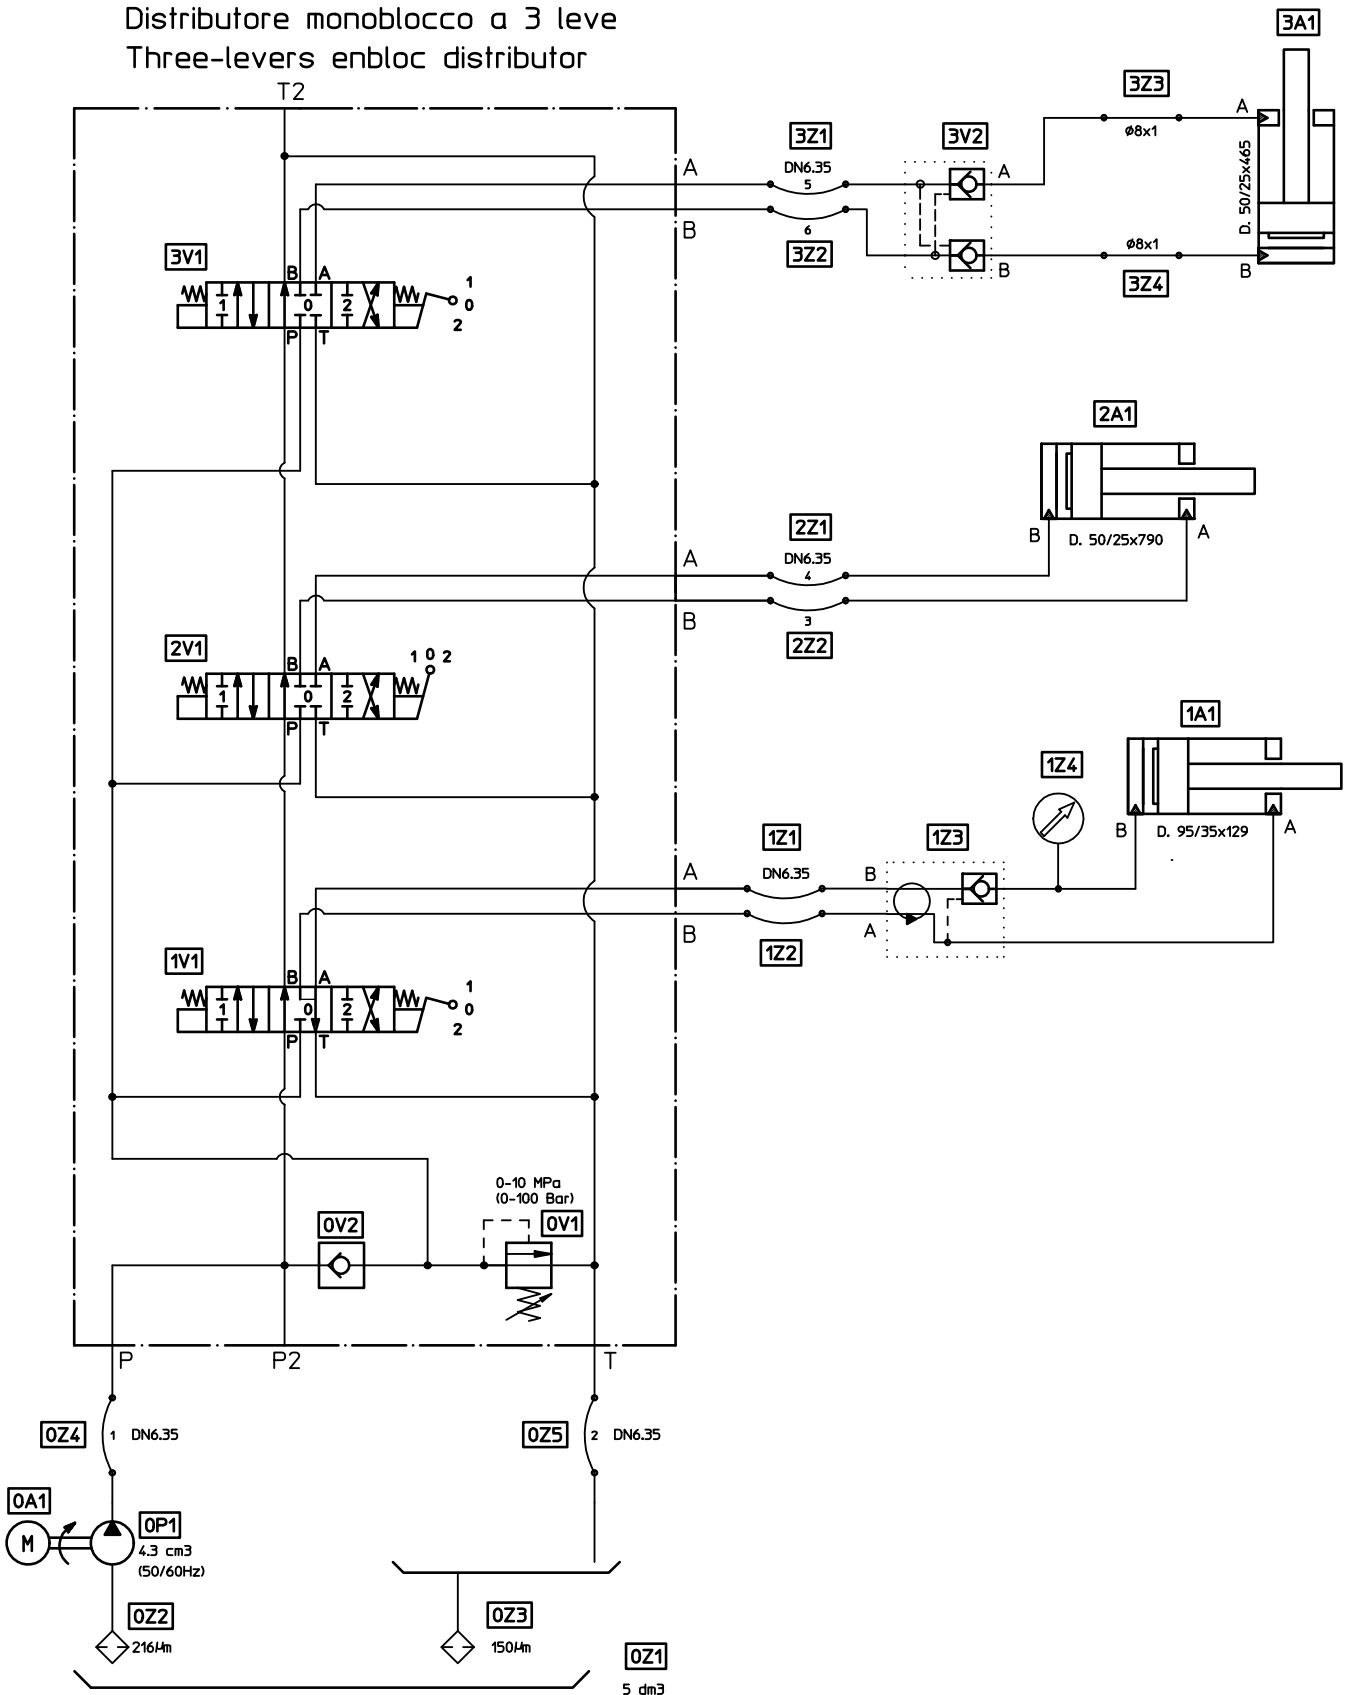 Distributore monoblocco a 3 leve
Three-levers enbloc distributor
T2
3A1
3Z3
A
Ø8x1
3Z1
3V2
DN6.35
5
A
A
D. 50/25x465
B
6
3Z2
Ø8x1
B
B
3Z4
3V1
B A
1 0 2
P T
1
0
2
2A1
B
D. 50/25x790
A
2Z1
DN6.35
4
A
B
3
2Z2
2V1
B A
1 0 2
P T
1 0 2
1A1
1Z4
B
D. 95/35x129
A
1Z1
1Z3
DN6.35
A
B
B
A
1Z2
1V1
B A
1 0 2
P T
1
0
2
0-10 MPa
(0-100 Bar)
0V2
0V1
P
P2
T
0Z4
1
DN6.35
0Z5
2
DN6.35
0A1
M
0P1
4.3 cm3
(50/60Hz)
0Z2
216µm
0Z3
150µm
0Z1
5 dm3